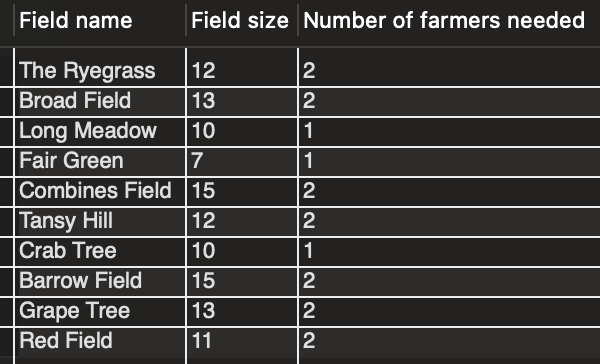 Field name Field size Number of farmers needed
The Ryegrass 12 2
Broad Field 13 2
Long Meadow 10 1
Fair Green 7 1
Combines Field 15 2
Tansy Hill 12 2
Crab Tree 10 1
Barrow Field 15 2
Grape Tree 13 2
Red Field 11 2